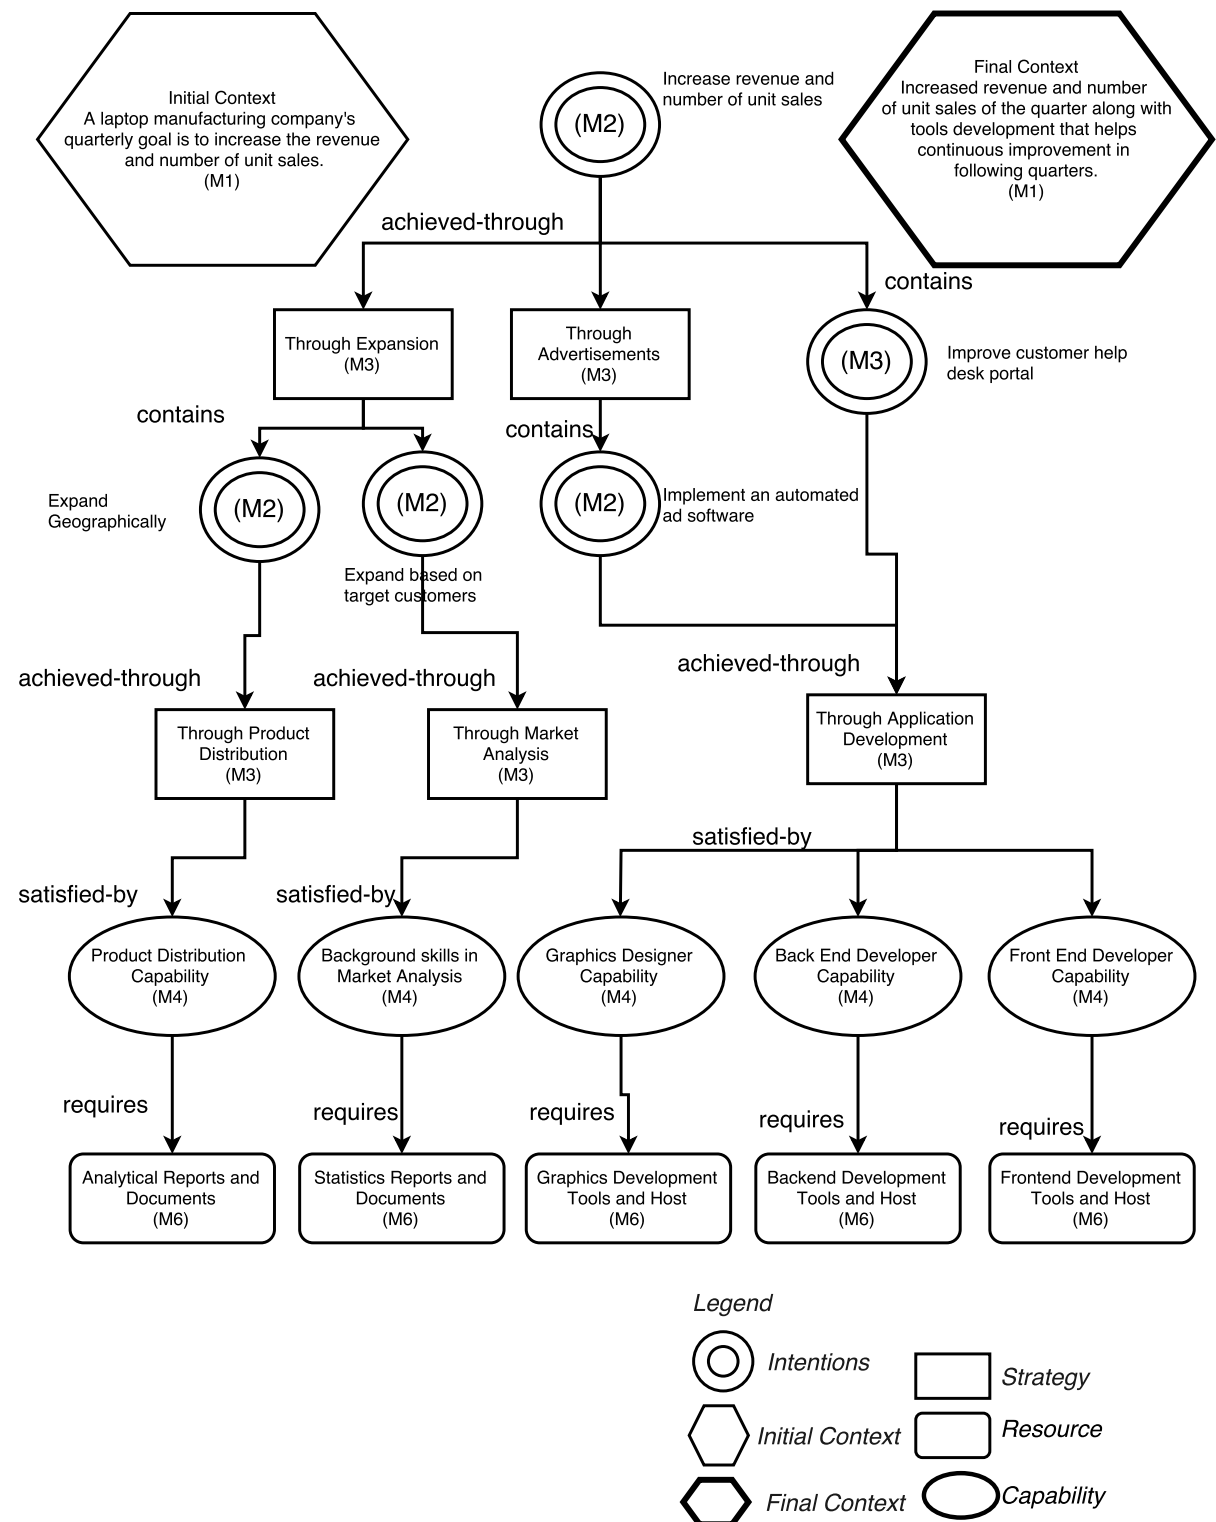 Initial Context
A laptop manufacturing company's
quarterly goal is to increase the revenue
and number of unit sales.
(M1)
(M2)
Increase revenue and
number of unit sales
Final Context
Increased revenue and number
of unit sales of the quarter along with
tools development that helps
continuous improvement in
following quarters.
(M1)
achieved-through
contains
Through Expansion
(M3)
Through
Advertisements
(M3)
(M3)
Improve customer help
desk portal
contains
contains
Expand
Geographically
(M2)
(M2)
Expand based on
target customers
(M2)
Implement an automated
ad software
achieved-through
achieved-through
achieved-through
Through Product
Distribution
(M3)
Through Market
Analysis
(M3)
Through Application
Development
(M3)
satisfied-by
satisfied-by
satisfied-by
Product Distribution
Capability
(M4)
Background skills in
Market Analysis
(M4)
Graphics Designer
Capability
(M4)
Back End Developer
Capability
(M4)
Front End Developer
Capability
(M4)
requires
requires
requires
requires
requires
Analytical Reports and
Documents
(M6)
Statistics Reports and
Documents
(M6)
Graphics Development
Tools and Host
(M6)
Backend Development
Tools and Host
(M6)
Frontend Development
Tools and Host
(M6)
Legend
Intentions
Strategy
Initial Context
Resource
Final Context
Capability